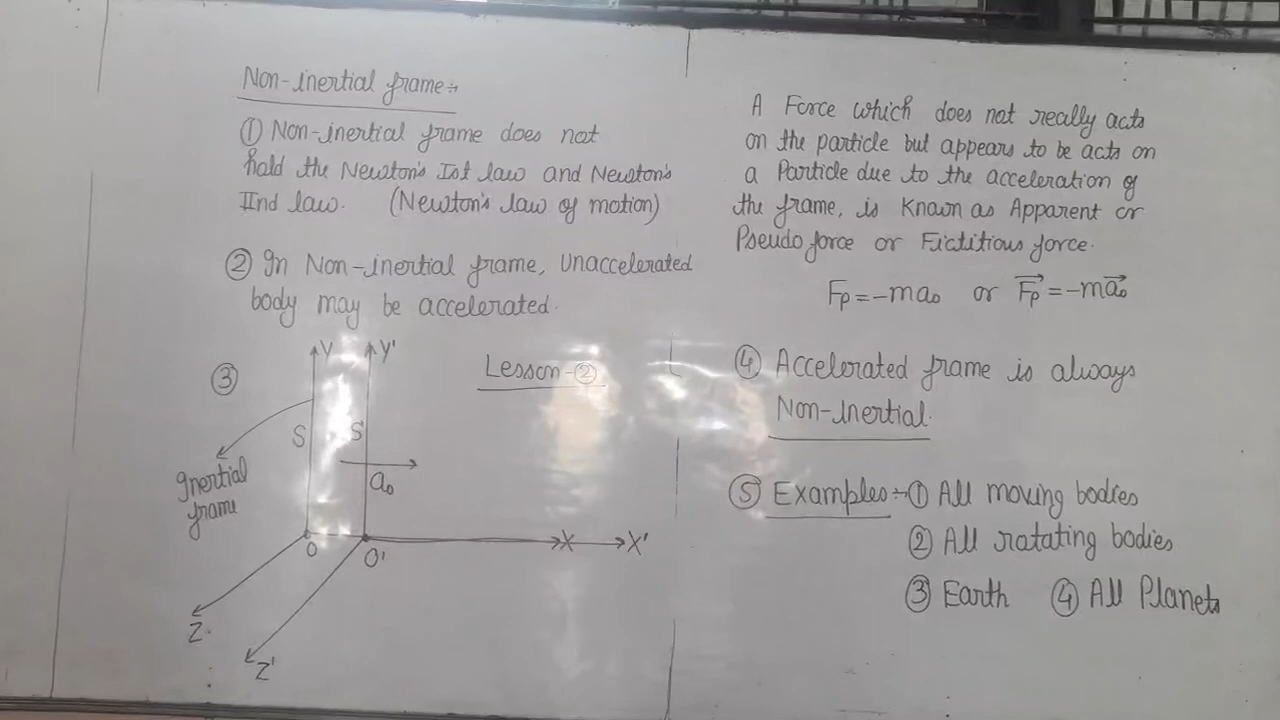 Non-inertial frame:-
① Non-inertial frame does not
hold the Newton's Ist law and Newton's
IInd law. (Newton's law of motion)
② In Non-inertial frame, Unaccelerated
body may be accelerated.
③
Y Y'
Lesson-②
S S'
a₀
Inertial
frame
O O' X X'
Z
Z'
A Force which does not really acts
on the particle but appears to be acts on
a Particle due to the acceleration of
the frame, is Known as Apparent or
Pseudo force or Fictitious force.
Fp = -ma₀ or F⃗p = -ma⃗₀
④ Accelerated frame is always
Non-inertial.
⑤ Examples:- ① All moving bodies
② All rotating bodies
③ Earth ④ All Planets